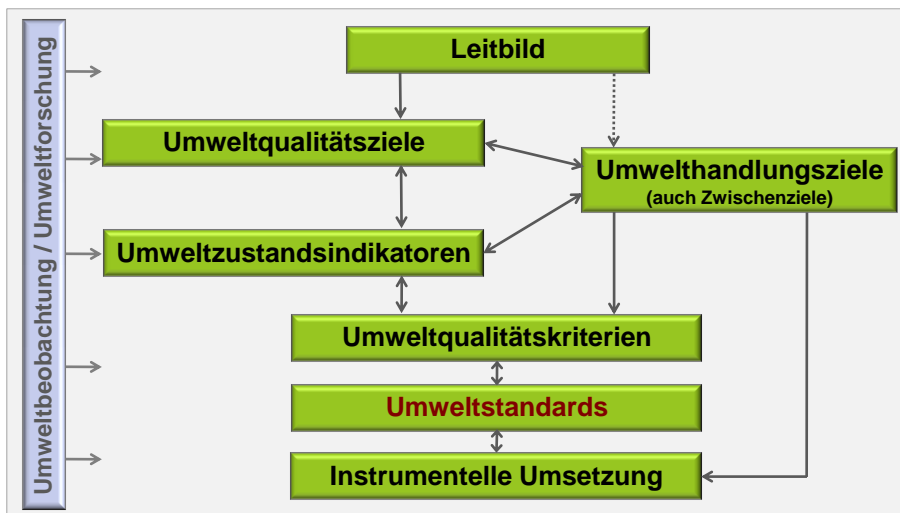 Umweltbeobachtung / Umweltforschung
Leitbild
Umweltqualitätsziele
Umwelthandlungsziele
(auch Zwischenziele)
Umweltzustandsindikatoren
Umweltqualitätskriterien
Umweltstandards
Instrumentelle Umsetzung